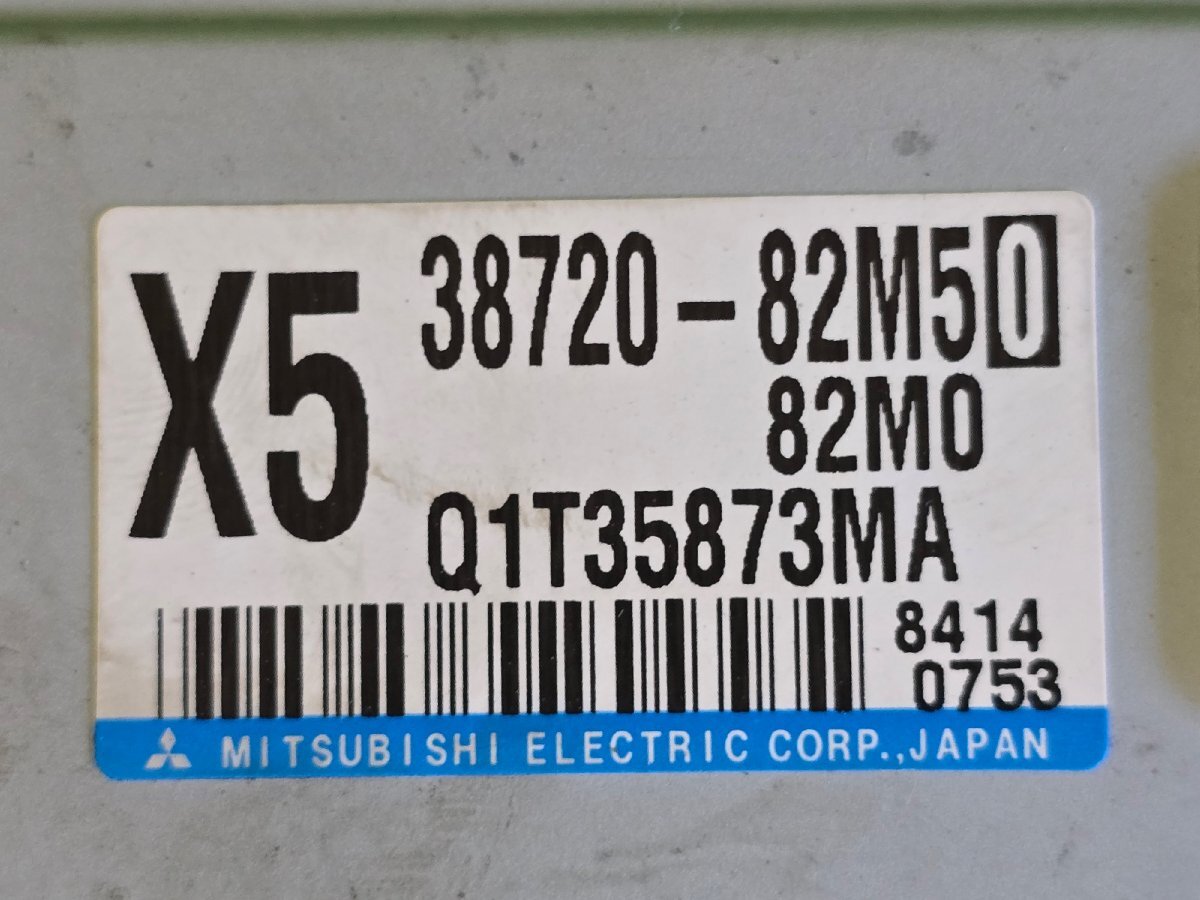 X5
38720-82M50
82M0
Q1T35873MA
8414
0753
MITSUBISHI ELECTRIC CORP.,JAPAN